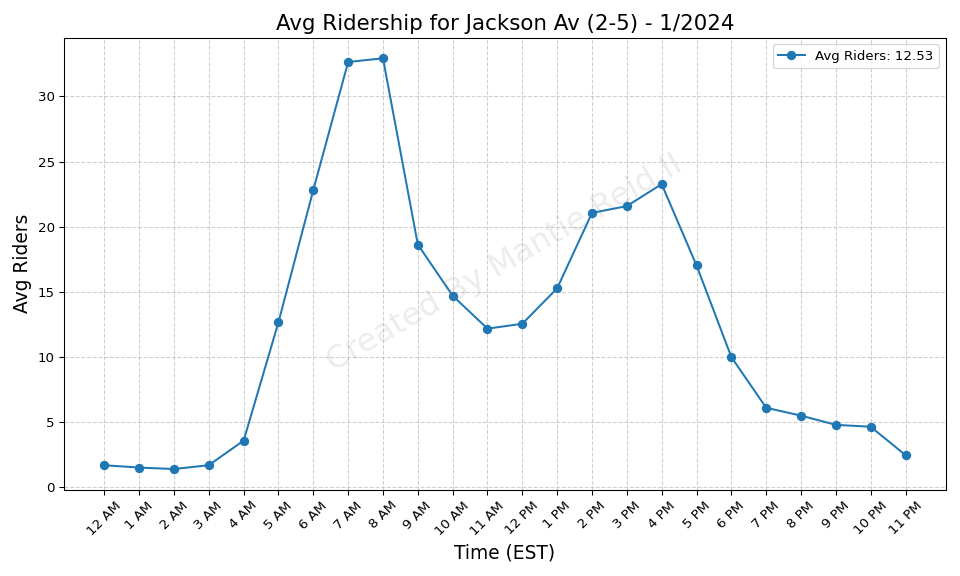 Avg Ridership for Jackson Av (2-5) - 1/2024
Avg Riders: 12.53
Avg Riders
30
25
20
15
10
5
0
Created By Mantie Reid II
12 AM
1 AM
2 AM
3 AM
4 AM
5 AM
6 AM
7 AM
8 AM
9 AM
10 AM
11 AM
12 PM
1 PM
2 PM
3 PM
4 PM
5 PM
6 PM
7 PM
8 PM
9 PM
10 PM
11 PM
Time (EST)